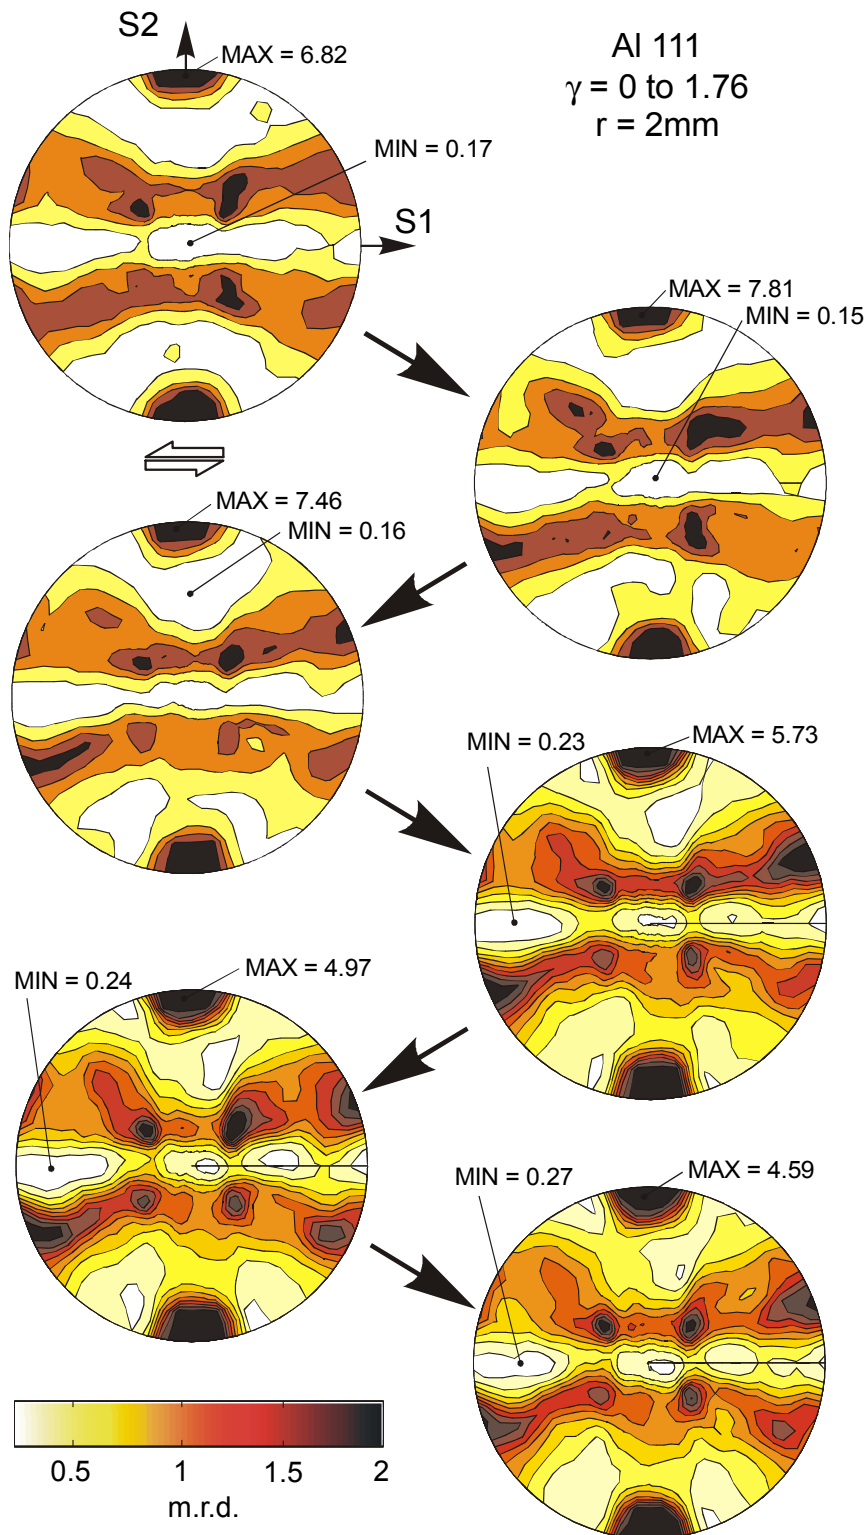 S2
MAX = 6.82
Al 111
γ = 0 to 1.76
r = 2mm
MIN = 0.17
S1
MAX = 7.81
MIN = 0.15
MAX = 7.46
MIN = 0.16
MIN = 0.23
MAX = 5.73
MIN = 0.24
MAX = 4.97
MIN = 0.27
MAX = 4.59
0.5 1 1.5 2
m.r.d.